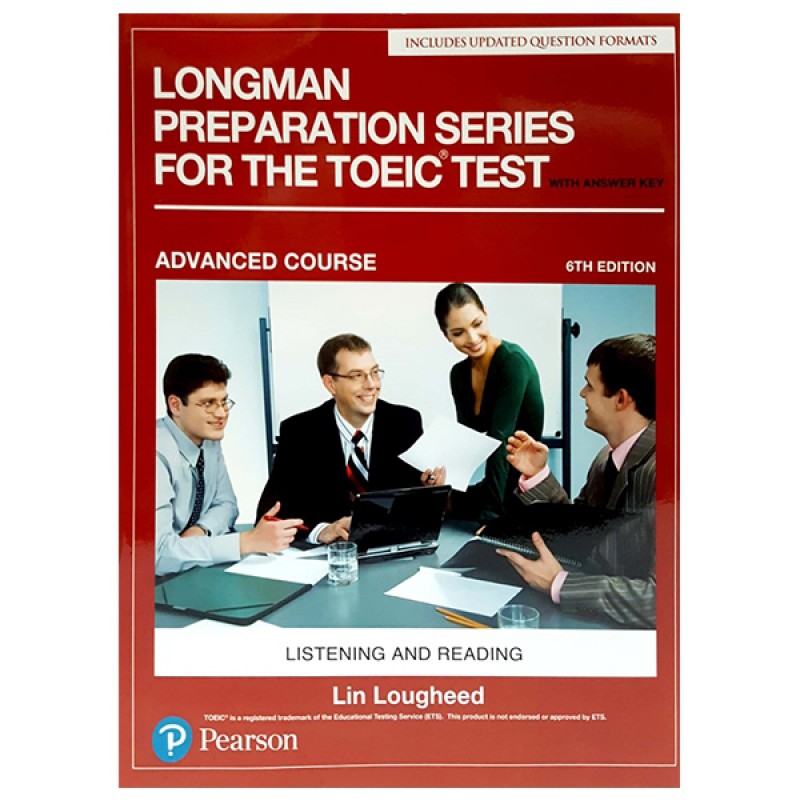 INCLUDES UPDATED QUESTION FORMATS
LONGMAN
PREPARATION SERIES
FOR THE TOEIC® TEST
WITH ANSWER KEY
ADVANCED COURSE
6TH EDITION
LISTENING AND READING
Lin Lougheed
TOEIC® is a registered trademark of the Educational Testing Service (ETS). This product is not endorsed or approved by ETS.
Pearson